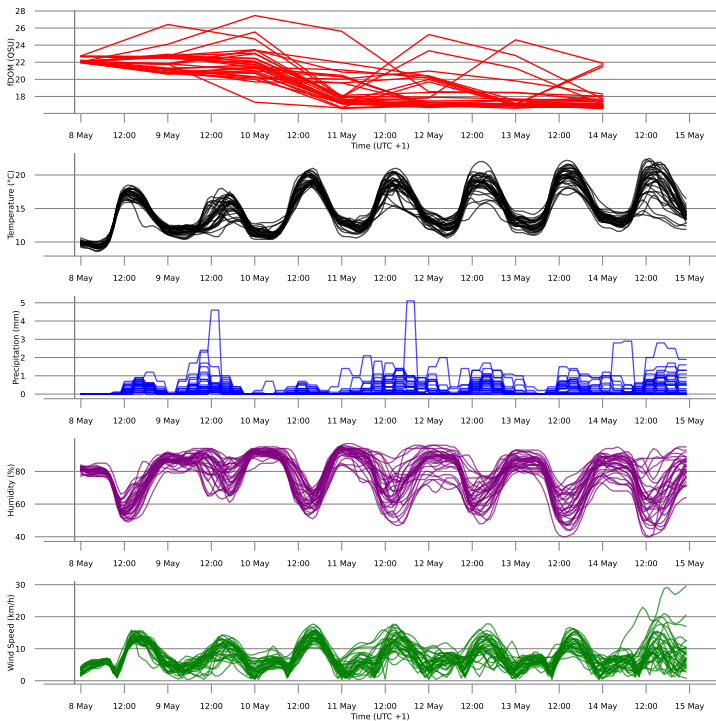 28
26
24
22
20
18
fDOM (QSU)
8 May 12:00 9 May 12:00 10 May 12:00 11 May 12:00 12 May 12:00 13 May 12:00 14 May 12:00 15 May
Time (UTC +1)
20
15
10
Temperature (°C)
8 May 12:00 9 May 12:00 10 May 12:00 11 May 12:00 12 May 12:00 13 May 12:00 14 May 12:00 15 May
5
4
3
2
1
0
Precipitation (mm)
8 May 12:00 9 May 12:00 10 May 12:00 11 May 12:00 12 May 12:00 13 May 12:00 14 May 12:00 15 May
80
60
40
Humidity (%)
8 May 12:00 9 May 12:00 10 May 12:00 11 May 12:00 12 May 12:00 13 May 12:00 14 May 12:00 15 May
30
20
10
0
Wind Speed (km/h)
8 May 12:00 9 May 12:00 10 May 12:00 11 May 12:00 12 May 12:00 13 May 12:00 14 May 12:00 15 May
Time (UTC +1)